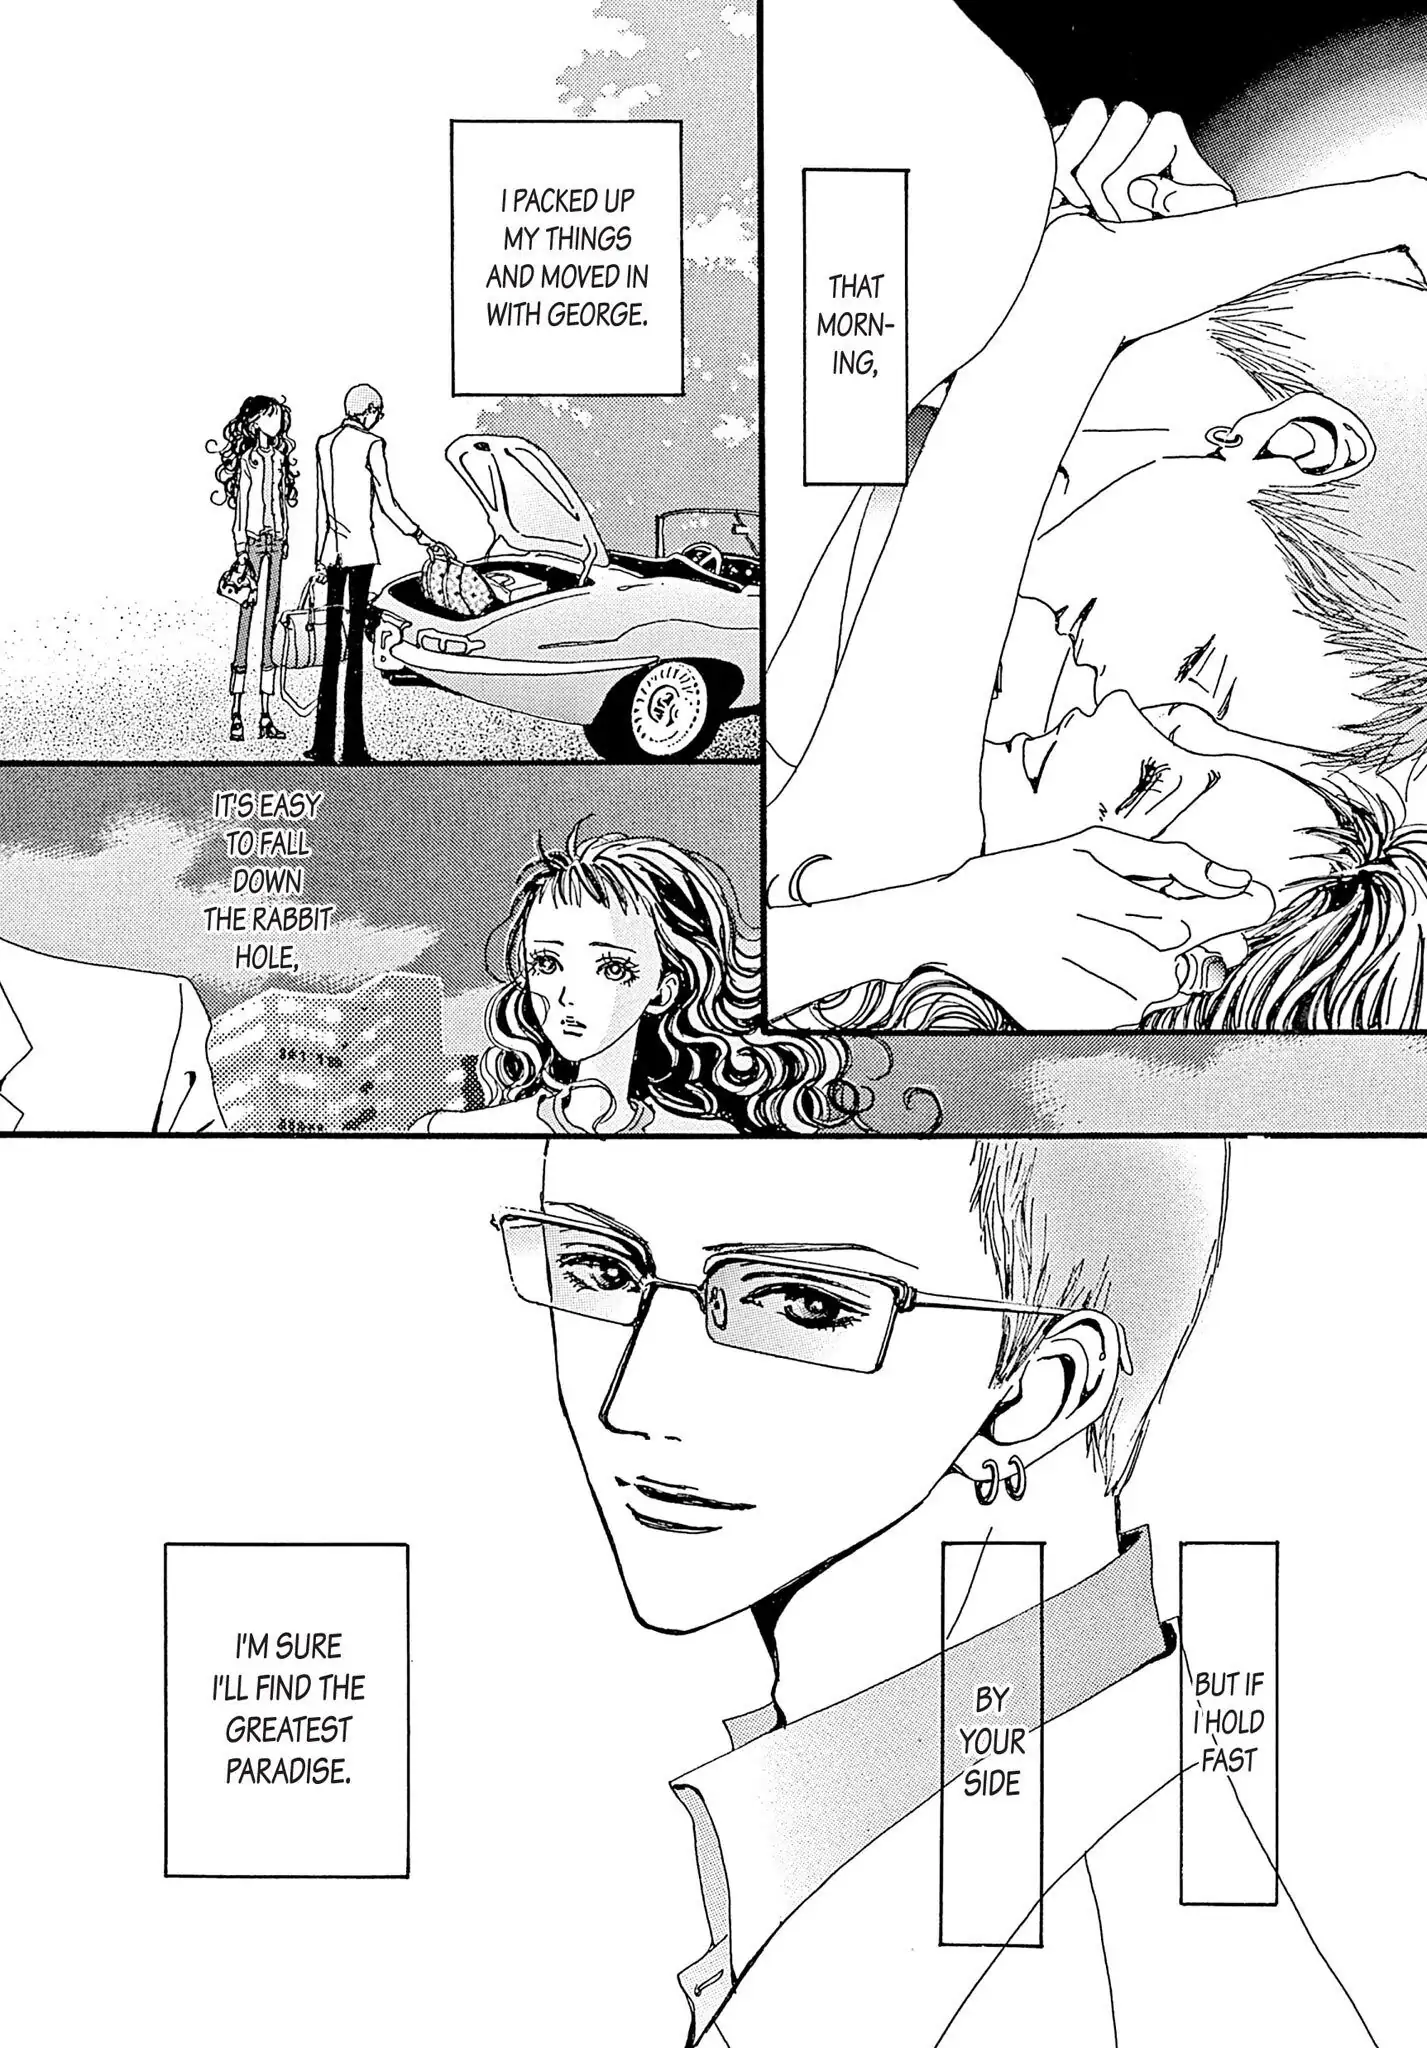 THAT
MORN-
ING,
I PACKED UP
MY THINGS
AND MOVED IN
WITH GEORGE.
IT'S EASY
TO FALL
DOWN
THE RABBIT
HOLE,
BUT IF
I HOLD
FAST
BY
YOUR
SIDE
I'M SURE
I'LL FIND THE
GREATEST
PARADISE.